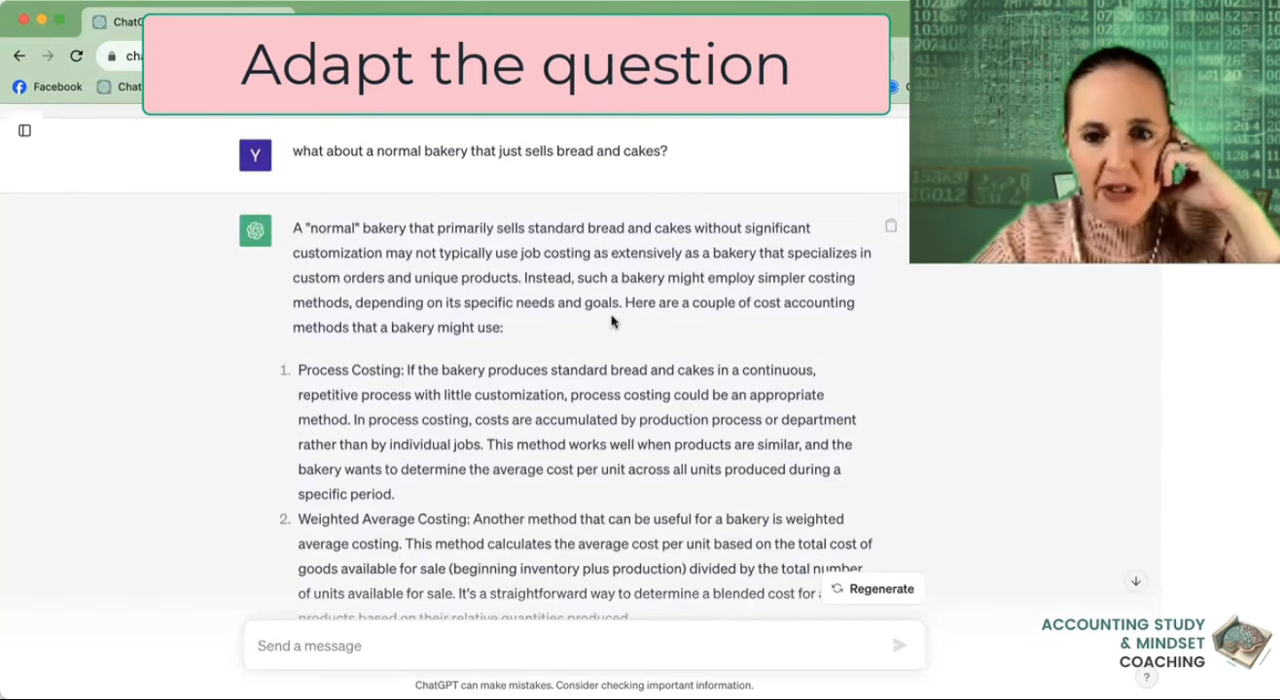 Adapt the question
ChatG
Facebook
Chat
Y
what about a normal bakery that just sells bread and cakes?
A "normal" bakery that primarily sells standard bread and cakes without significant
customization may not typically use job costing as extensively as a bakery that specializes in
custom orders and unique products. Instead, such a bakery might employ simpler costing
methods, depending on its specific needs and goals. Here are a couple of cost accounting
methods that a bakery might use:
1. Process Costing: If the bakery produces standard bread and cakes in a continuous,
repetitive process with little customization, process costing could be an appropriate
method. In process costing, costs are accumulated by production process or department
rather than by individual jobs. This method works well when products are similar, and the
bakery wants to determine the average cost per unit across all units produced during a
specific period.
2. Weighted Average Costing: Another method that can be useful for a bakery is weighted
average costing. This method calculates the average cost per unit based on the total cost of
goods available for sale (beginning inventory plus production) divided by the total number
of units available for sale. It's a straightforward way to determine a blended cost for
products based on their relative quantities produced.
Regenerate
Send a message
ChatGPT can make mistakes. Consider checking important information.
ACCOUNTING STUDY
& MINDSET
COACHING
?